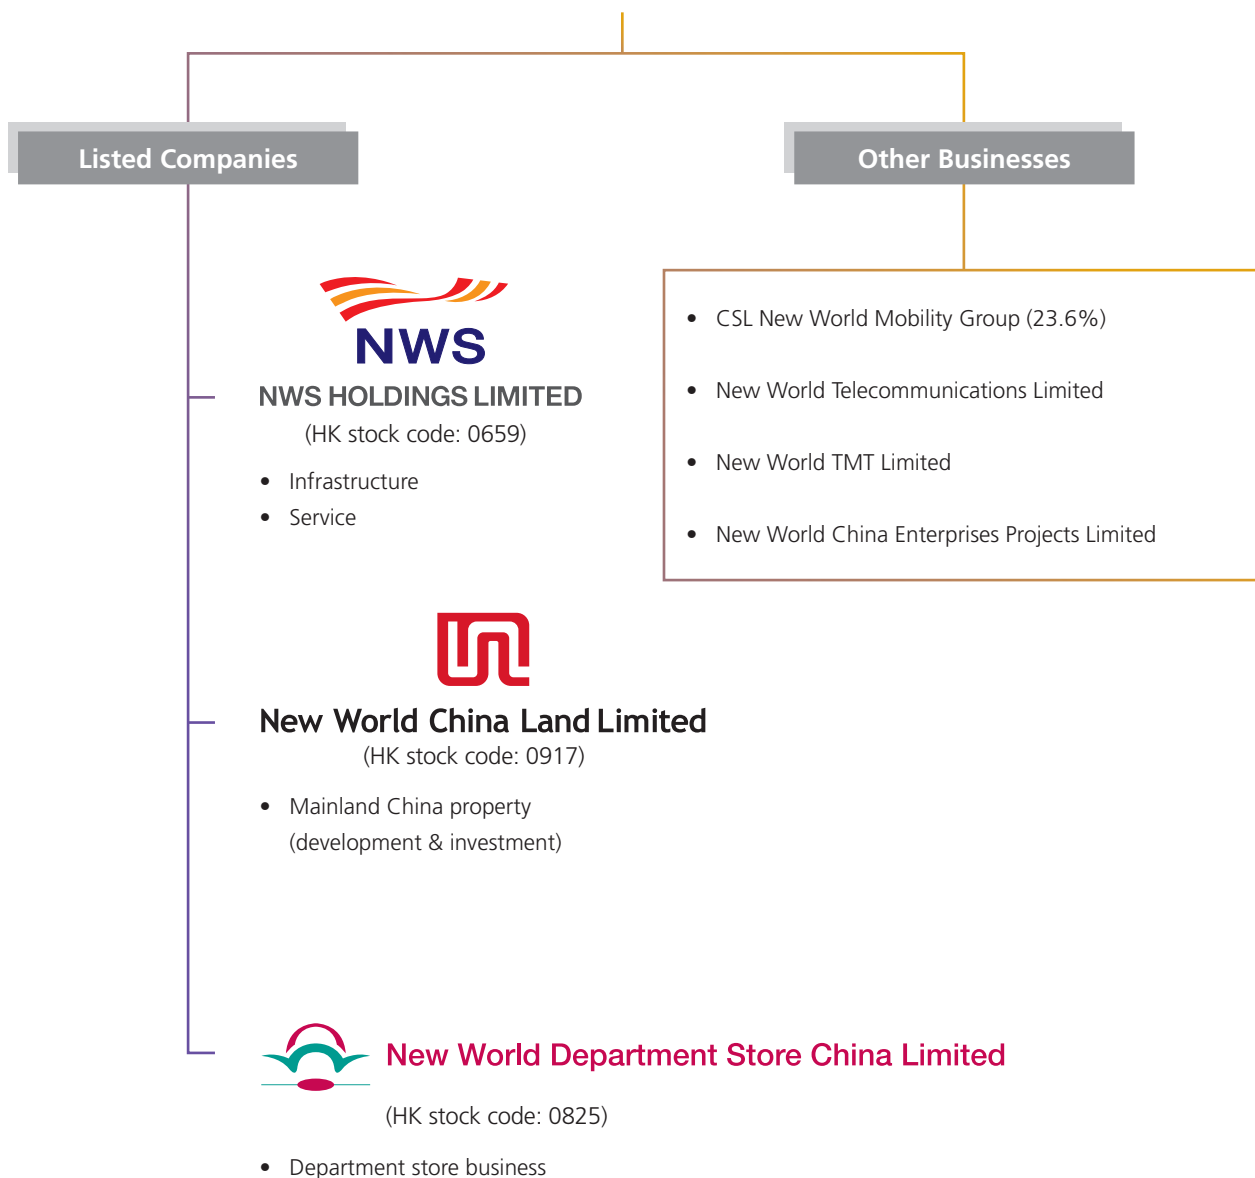 Listed Companies
NWS
NWS HOLDINGS LIMITED
(HK stock code: 0659)
• Infrastructure
• Service
New World China Land Limited
(HK stock code: 0917)
• Mainland China property
(development & investment)
New World Department Store China Limited
(HK stock code: 0825)
• Department store business
Other Businesses
• CSL New World Mobility Group (23.6%)
• New World Telecommunications Limited
• New World TMT Limited
• New World China Enterprises Projects Limited